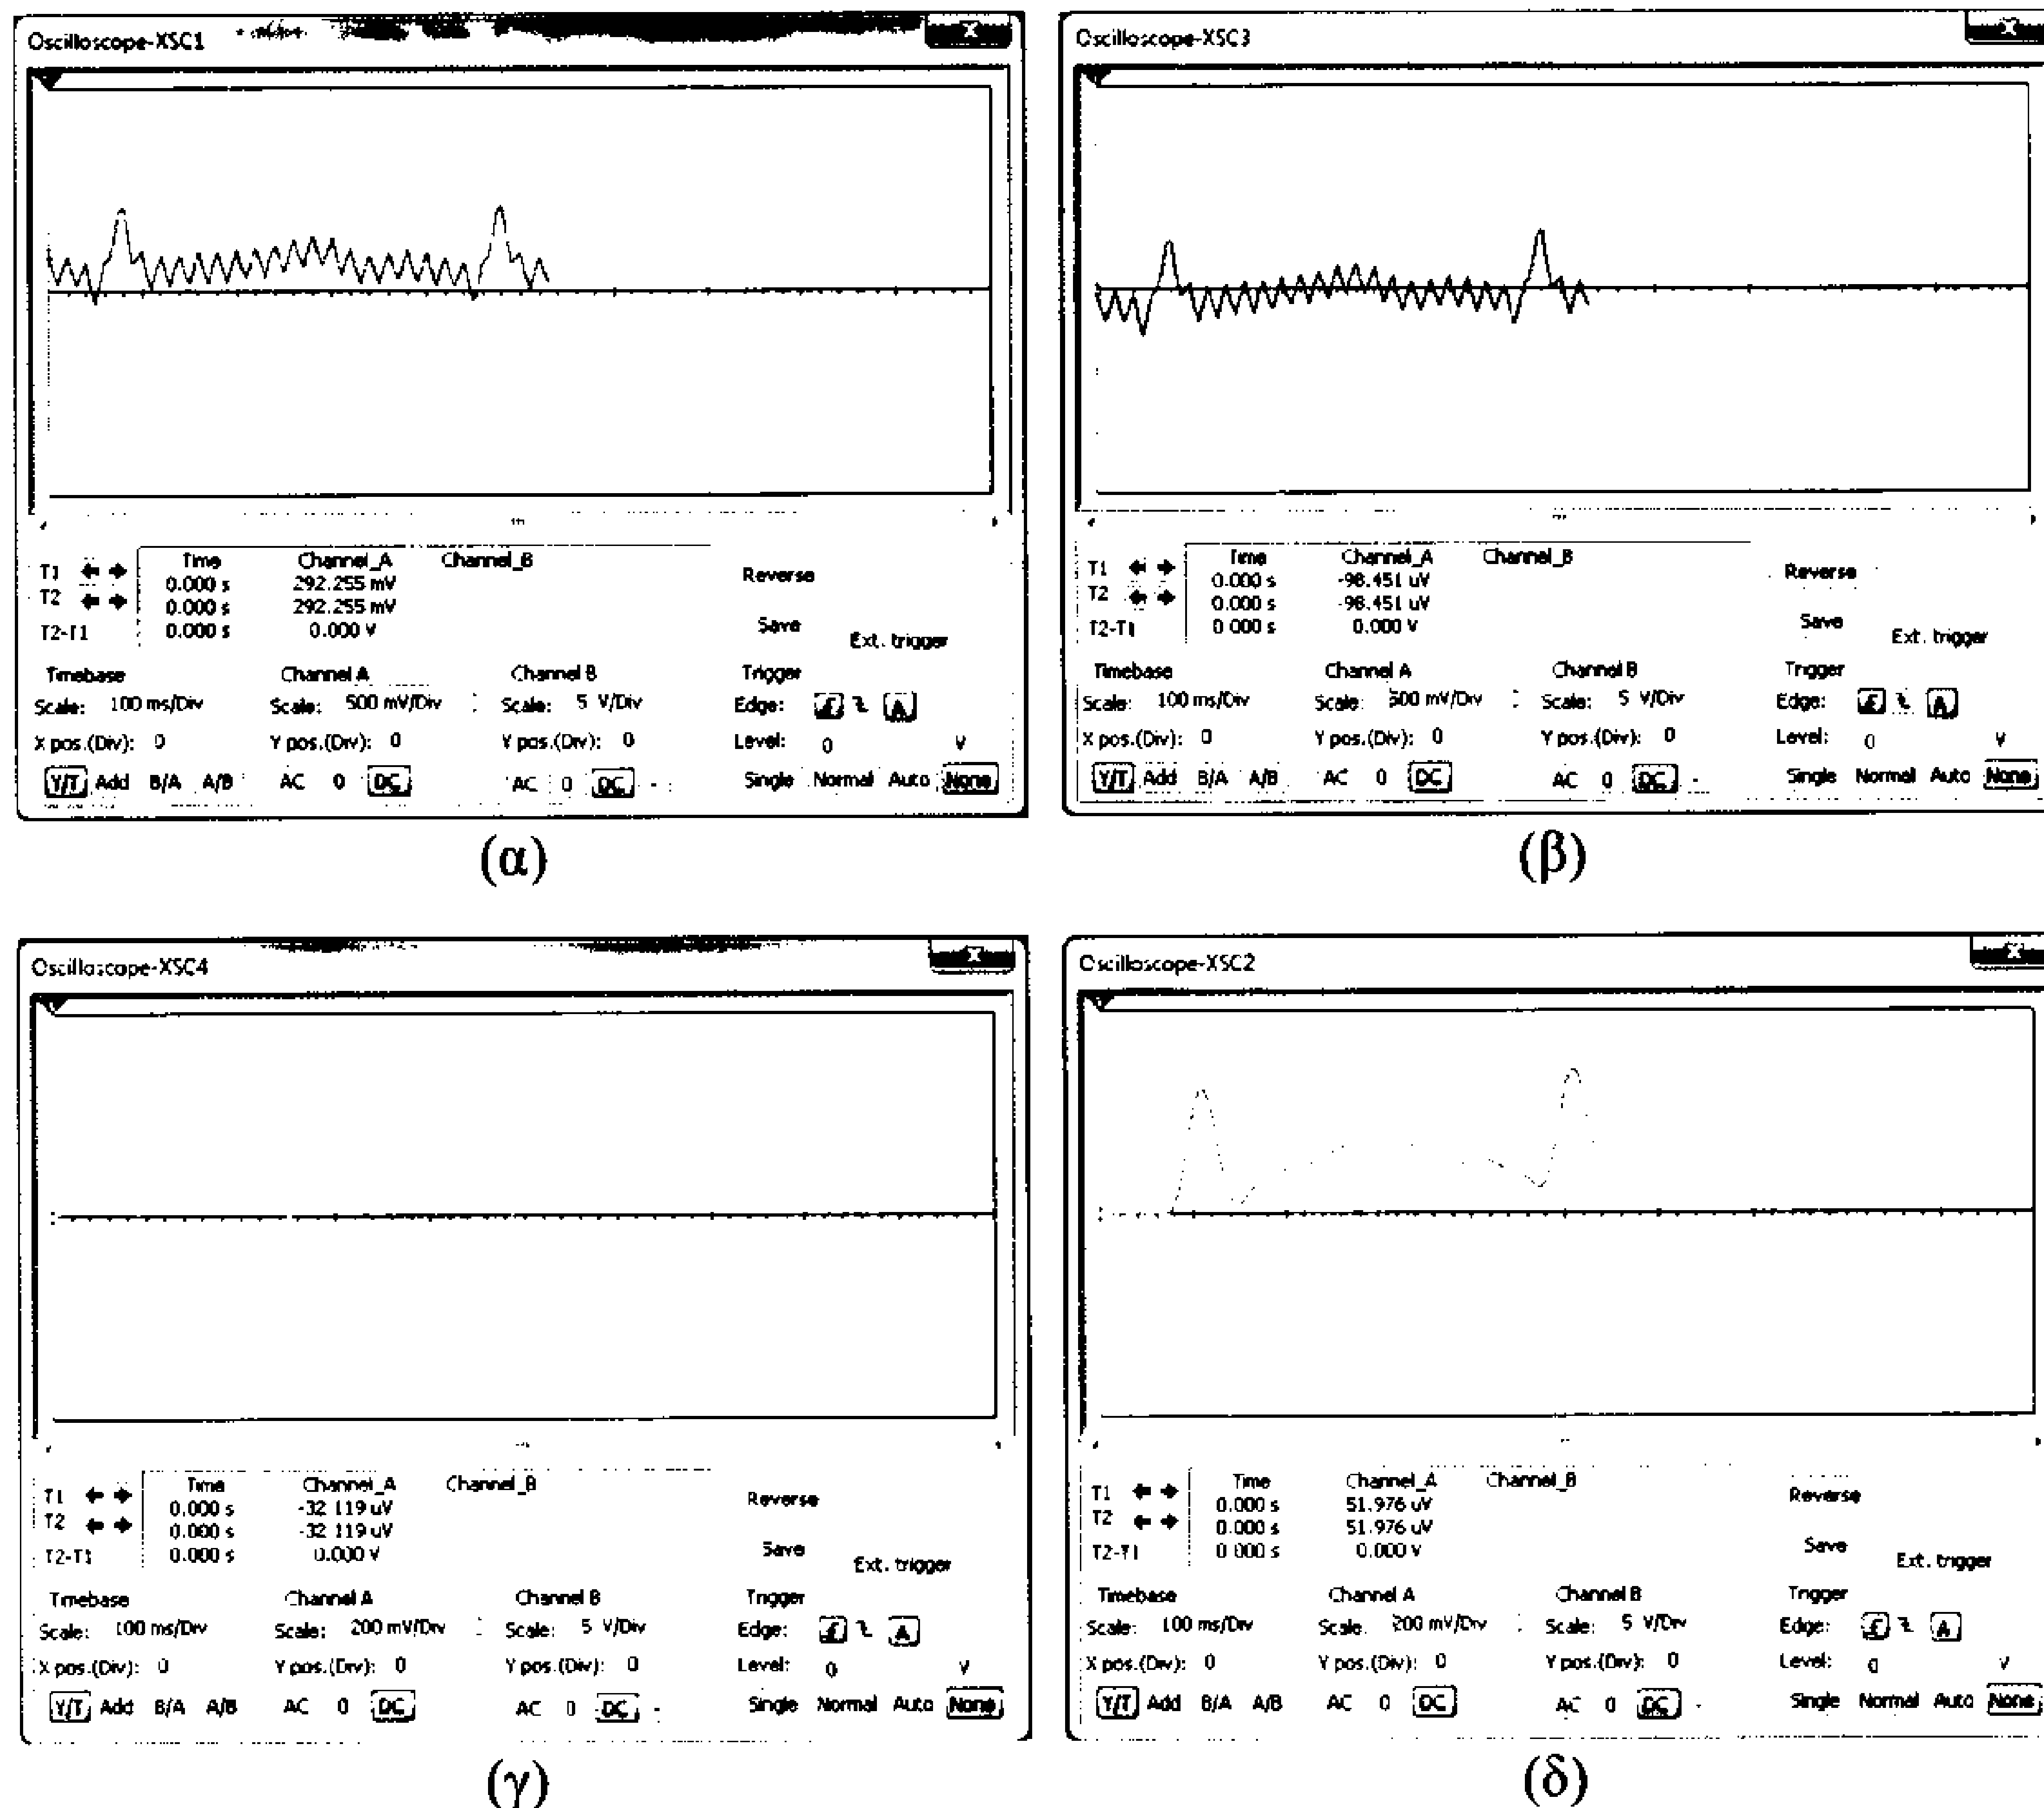 Oscilloscope-XSC1
X
Time Channel_A Channel_B
T1 0.000 s 292.255 mV
T2 0.000 s 292.255 mV
T2-T1 0.000 s 0.000 V
Reverse
Save
Ext. trigger
Timebase Channel A Channel B Trigger
Scale: 100 ms/Div Scale: 500 mV/Div Scale: 5 V/Div Edge: A
X pos.(Div): 0 Y pos.(Div): 0 Y pos.(Div): 0 Level: 0 V
Y/T Add B/A A/B AC 0 DC AC 0 DC - Single Normal Auto None
(α)
Oscilloscope-XSC3
X
Time Channel_A Channel_B
T1 0.000 s -98.451 uV
T2 0.000 s -98.451 uV
T2-T1 0.000 s 0.000 V
Reverse
Save
Ext. trigger
Timebase Channel A Channel B Trigger
Scale: 100 ms/Div Scale: 500 mV/Div Scale: 5 V/Div Edge: A
X pos.(Div): 0 Y pos.(Div): 0 Y pos.(Div): 0 Level: 0 V
Y/T Add B/A A/B AC 0 DC AC 0 DC - Single Normal Auto None
(β)
Oscilloscope-XSC4
X
Time Channel_A Channel_B
T1 0.000 s -32.119 uV
T2 0.000 s -32.119 uV
T2-T1 0.000 s 0.000 V
Reverse
Save
Ext. trigger
Timebase Channel A Channel B Trigger
Scale: 100 ms/Div Scale: 200 mV/Div Scale: 5 V/Div Edge: A
X pos.(Div): 0 Y pos.(Div): 0 Y pos.(Div): 0 Level: 0 V
Y/T Add B/A A/B AC 0 DC AC 0 DC - Single Normal Auto None
(γ)
Oscilloscope-XSC2
X
Time Channel_A Channel_B
T1 0.000 s 51.976 uV
T2 0.000 s 51.976 uV
T2-T1 0.000 s 0.000 V
Reverse
Save
Ext. trigger
Timebase Channel A Channel B Trigger
Scale: 100 ms/Div Scale: 200 mV/Div Scale: 5 V/Div Edge: A
X pos.(Div): 0 Y pos.(Div): 0 Y pos.(Div): 0 Level: 0 V
Y/T Add B/A A/B AC 0 DC AC 0 DC - Single Normal Auto None
(δ)